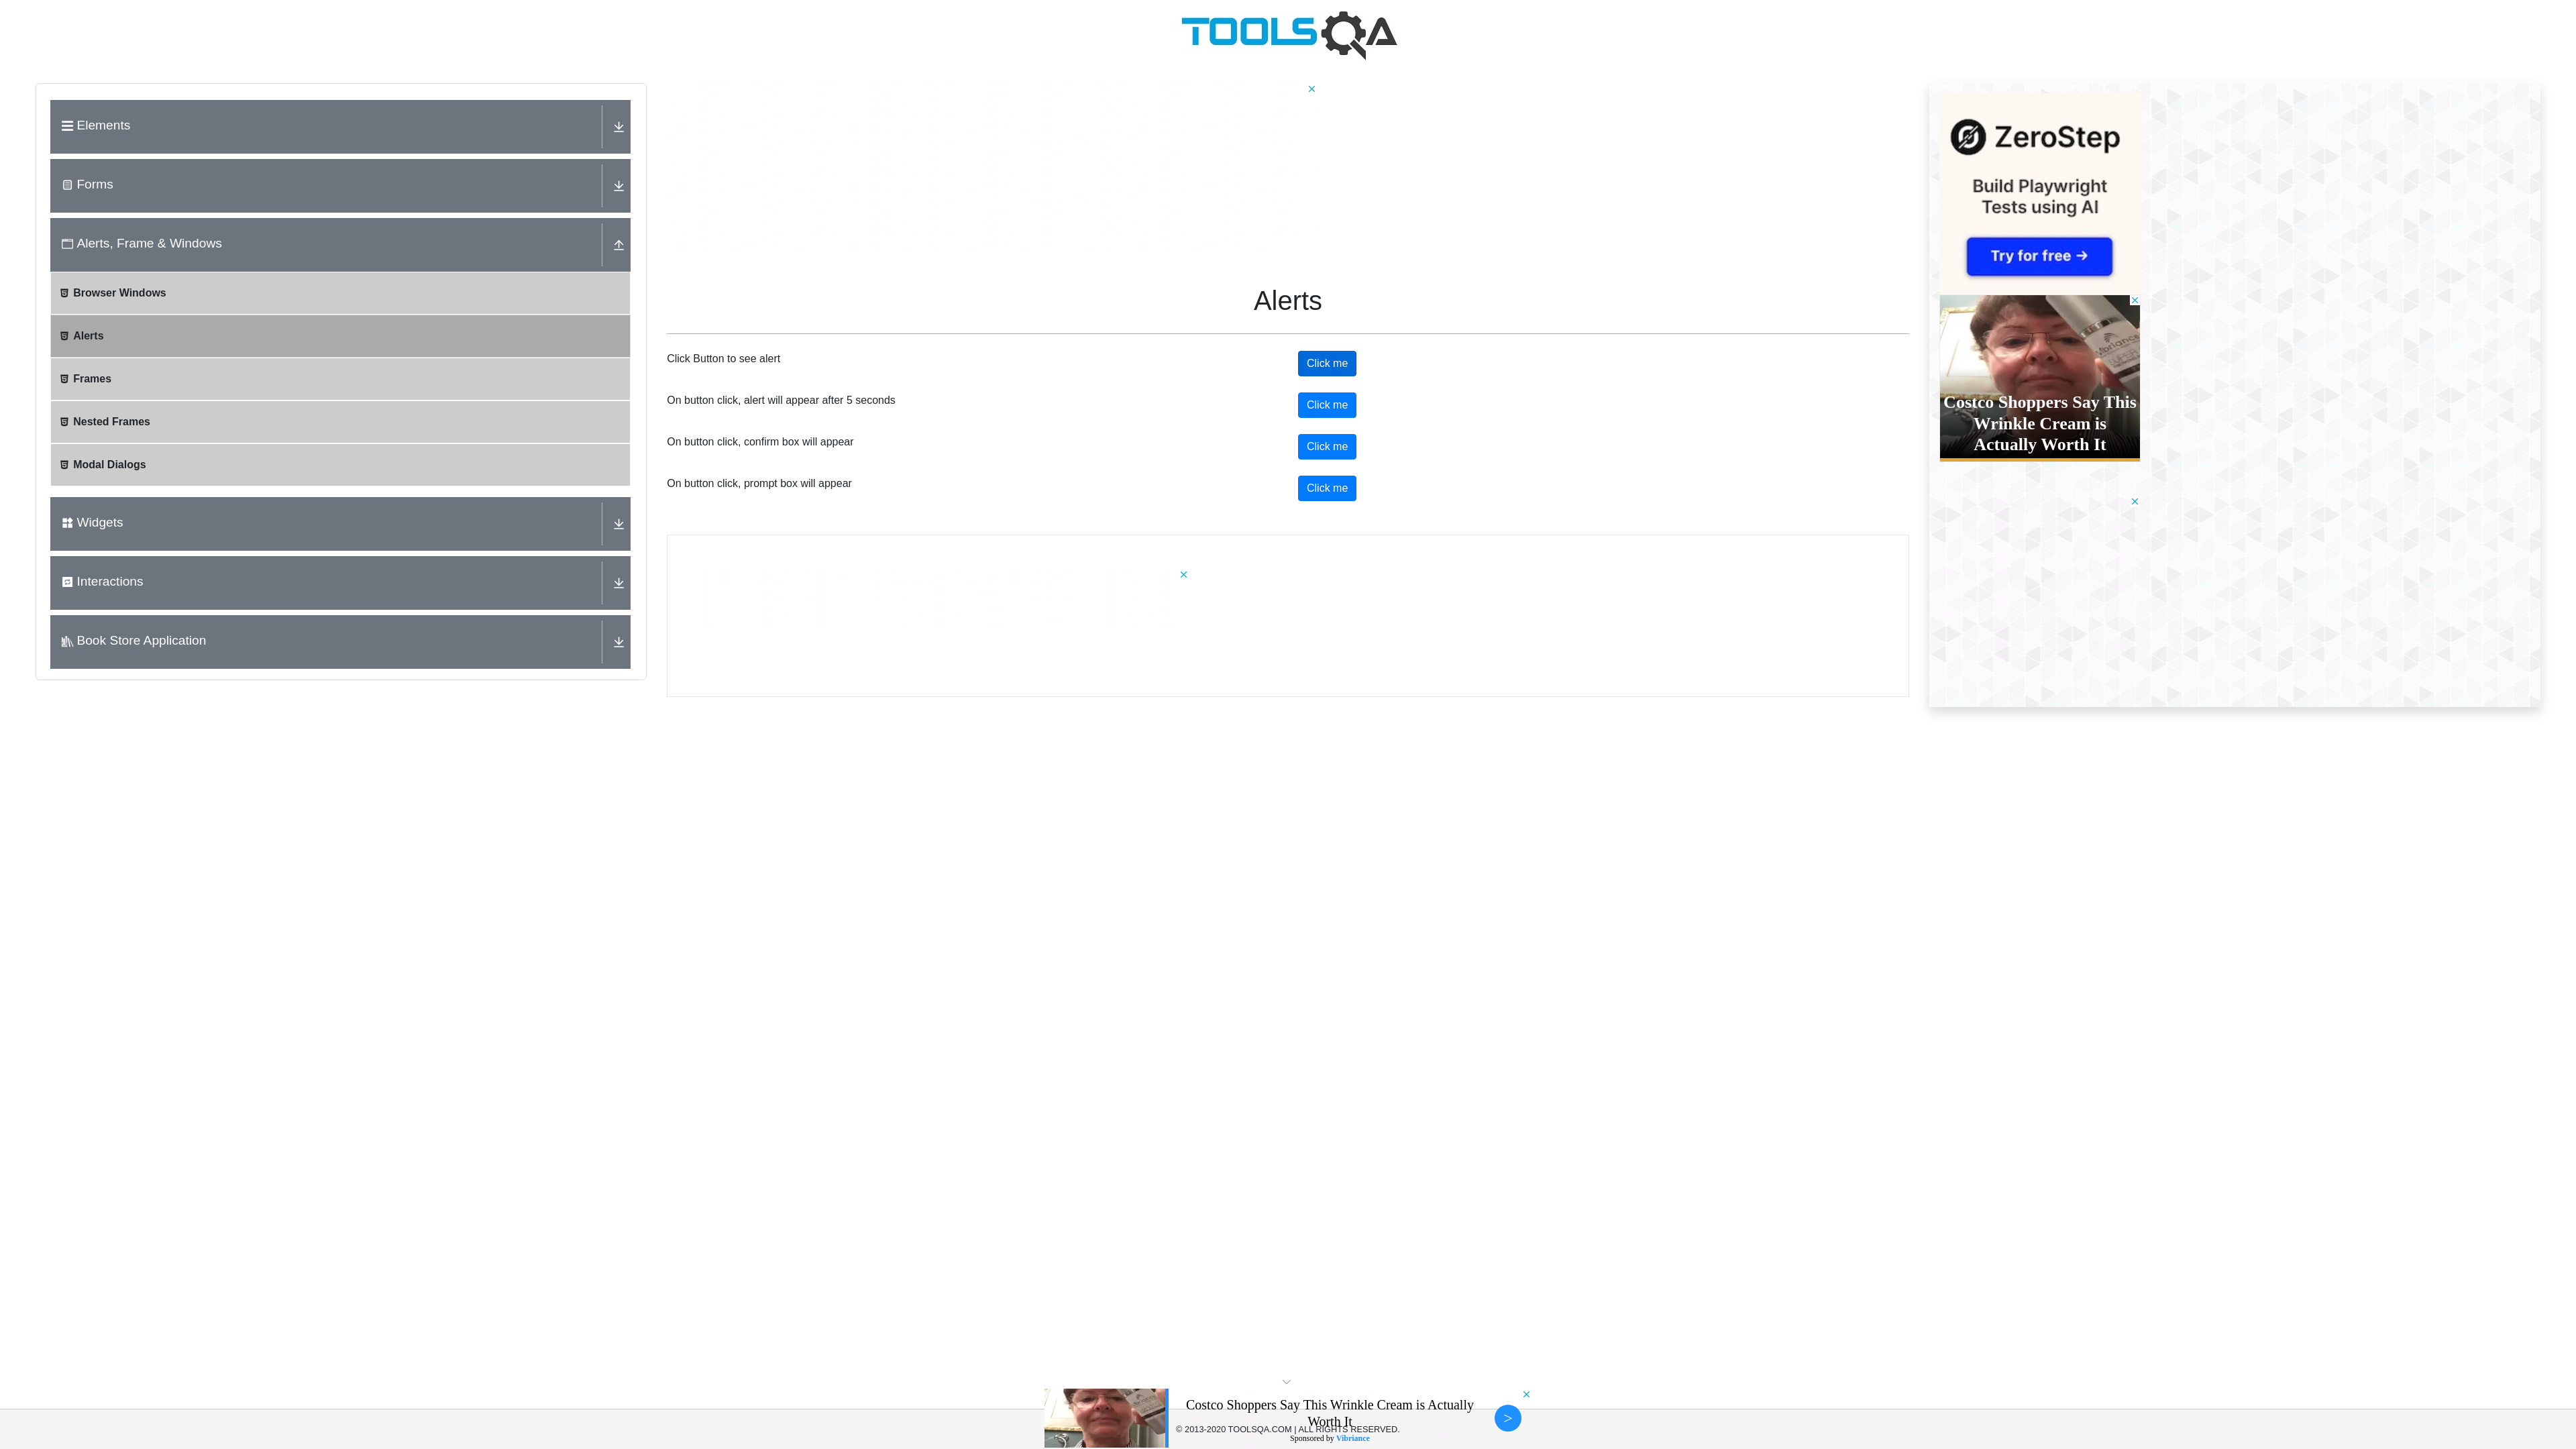 TOOLSQA
Elements
Forms
Alerts, Frame & Windows
Browser Windows
Alerts
Frames
Nested Frames
Modal Dialogs
Widgets
Interactions
Book Store Application
Alerts
Click Button to see alert
Click me
On button click, alert will appear after 5 seconds
Click me
On button click, confirm box will appear
Click me
On button click, prompt box will appear
Click me
ZeroStep
Build Playwright
Tests using AI
Try for free →
Costco Shoppers Say This
Wrinkle Cream is
Actually Worth It
Costco Shoppers Say This Wrinkle Cream is Actually
Worth It
© 2013-2020 TOOLSQA.COM | ALL RIGHTS RESERVED.
Sponsored by Vibriance
>